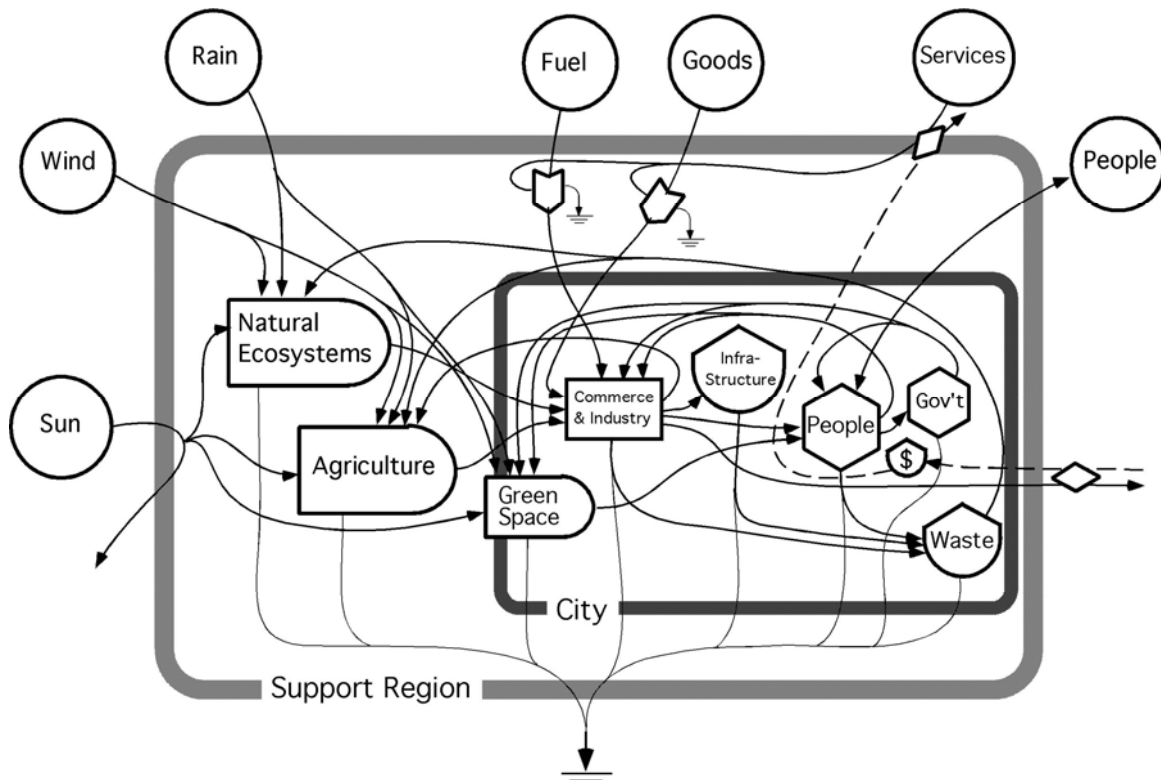 Rain
Fuel
Goods
Services
Wind
People
Natural
Ecosystems
Infra-
Structure
Commerce
& Industry
Gov't
People
Sun
Agriculture
$
Green
Space
Waste
City
Support Region